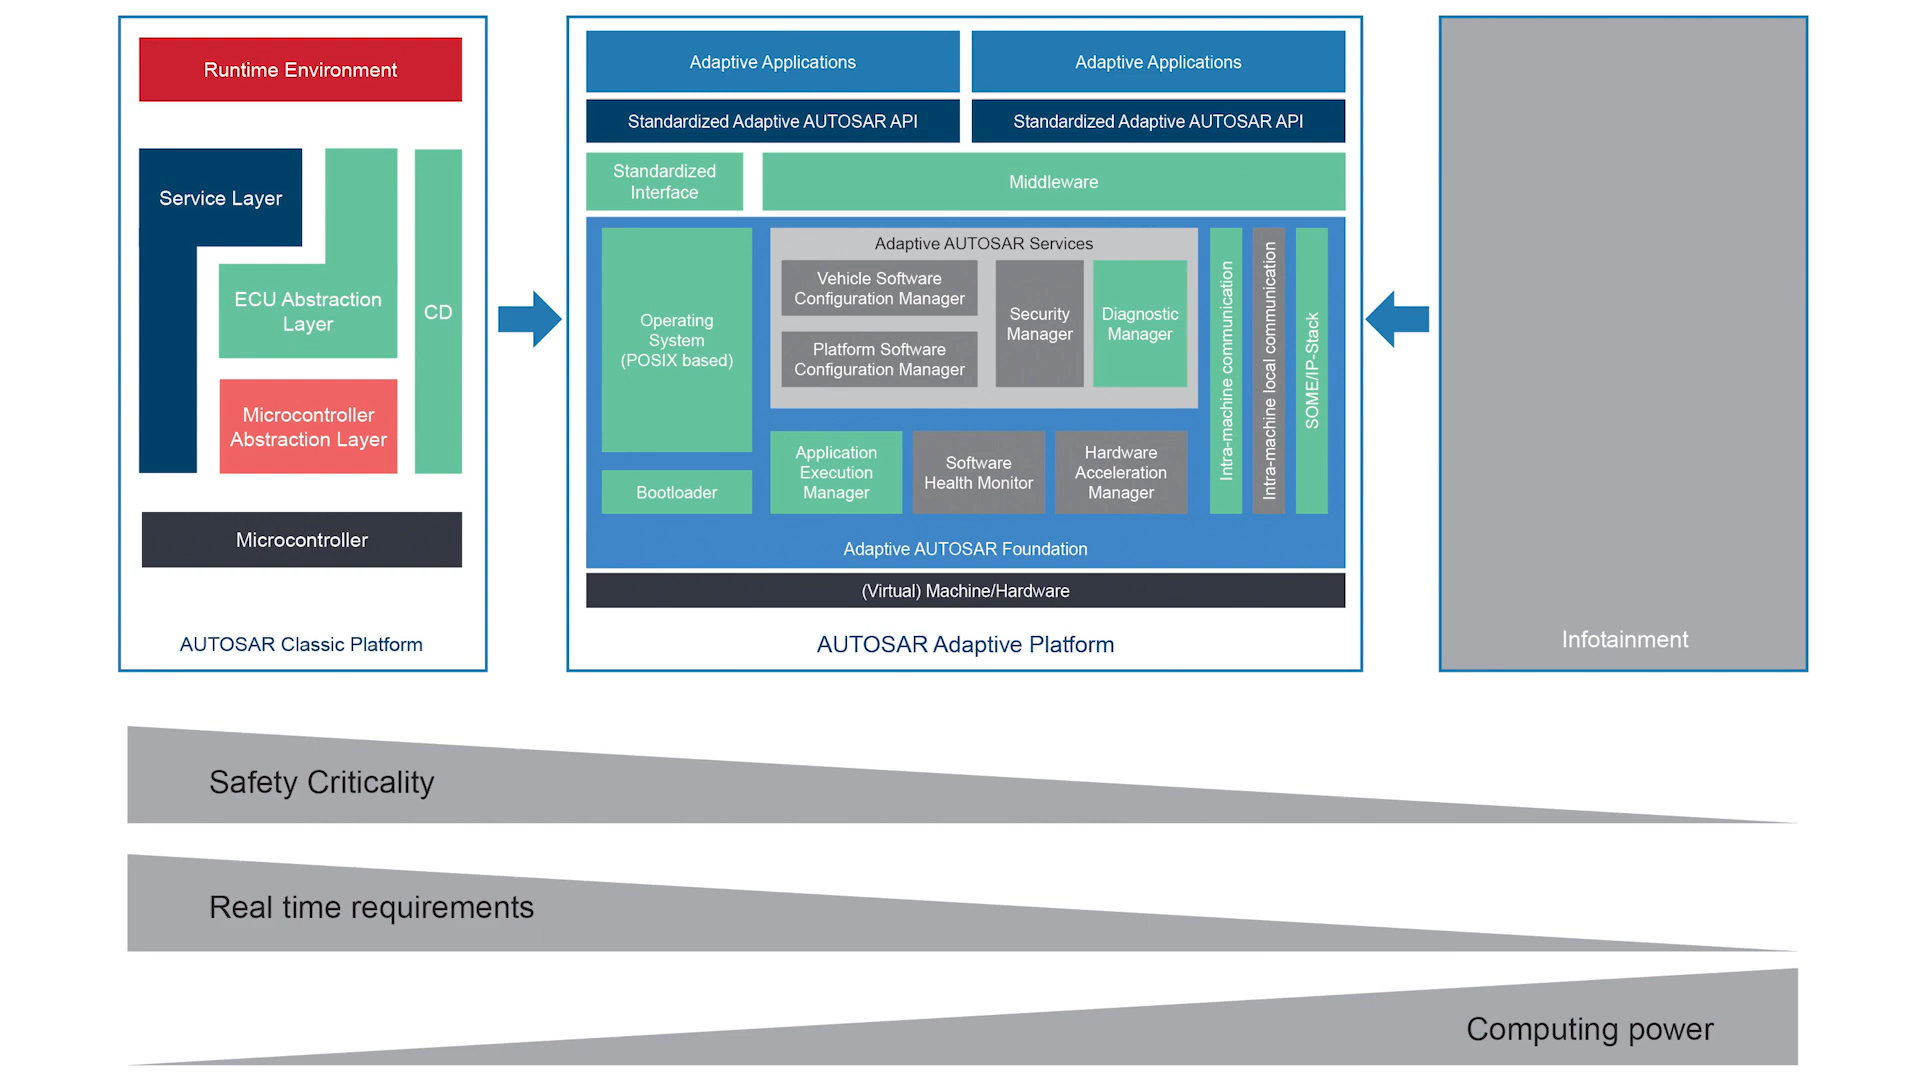 Runtime Environment
Service Layer
ECU Abstraction
Layer
CD
Microcontroller
Abstraction Layer
Microcontroller
AUTOSAR Classic Platform
Adaptive Applications
Adaptive Applications
Standardized Adaptive AUTOSAR API
Standardized Adaptive AUTOSAR API
Standardized
Interface
Middleware
Operating
System
(POSIX based)
Bootloader
Adaptive AUTOSAR Services
Vehicle Software
Configuration Manager
Platform Software
Configuration Manager
Security
Manager
Diagnostic
Manager
Application
Execution
Manager
Software
Health Monitor
Hardware
Acceleration
Manager
Intra-machine communication
Intra-machine local communication
SOME/IP-Stack
Adaptive AUTOSAR Foundation
(Virtual) Machine/Hardware
AUTOSAR Adaptive Platform
Infotainment
Safety Criticality
Real time requirements
Computing power